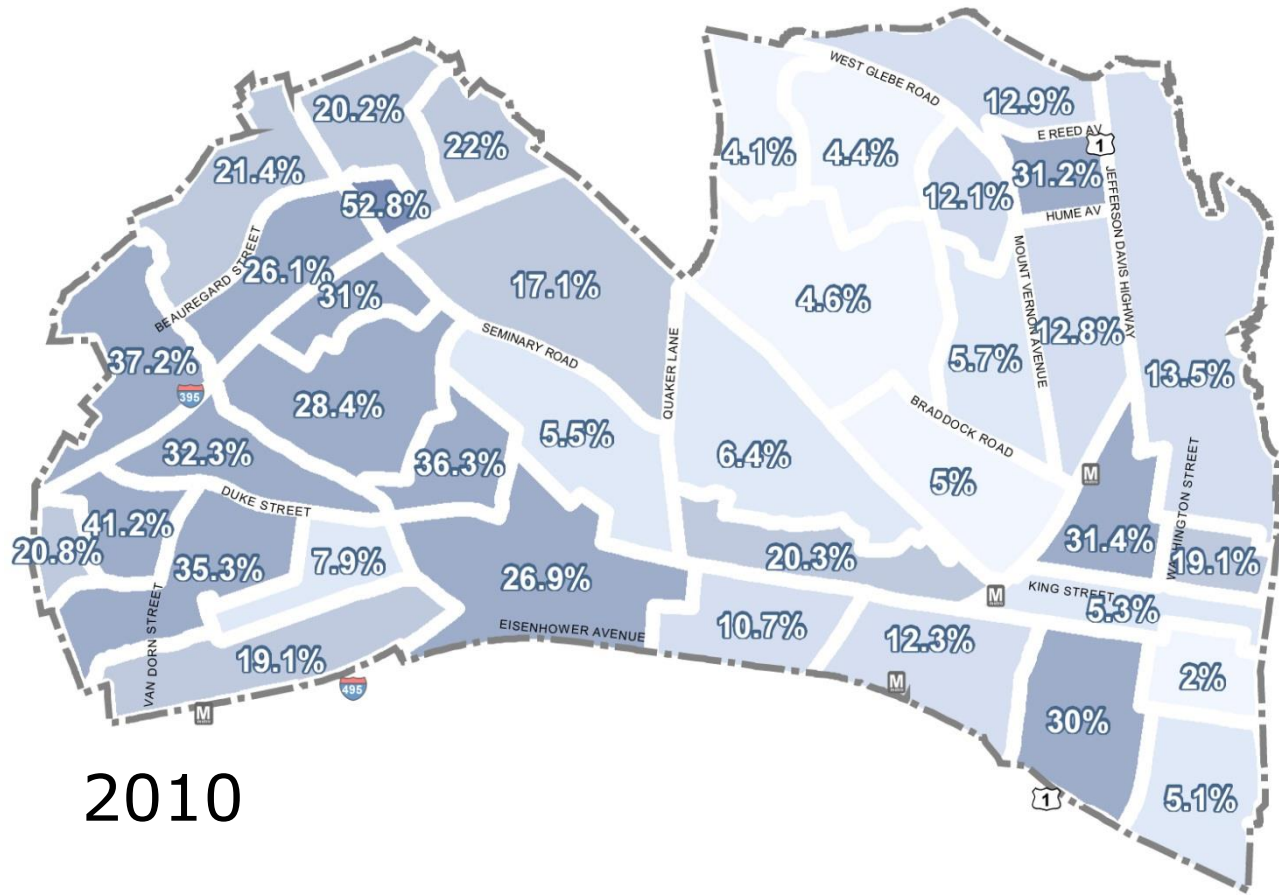 WEST GLEBE ROAD
12.9%
20.2%
E REED AV
1
22%
4.1%
4.4%
21.4%
31.2%
12.1%
52.8%
HUME AV
JEFFERSON DAVIS HIGHWAY
BEAUREGARD STREET
26.1%
31%
17.1%
4.6%
MOUNT VERNON AVENUE
12.8%
SEMINARY ROAD
QUAKER LANE
37.2%
395
5.7%
13.5%
28.4%
BRADDOCK ROAD
5.5%
32.3%
36.3%
6.4%
5%
M
WASHINGTON STREET
DUKE STREET
41.2%
20.8%
35.3%
7.9%
26.9%
20.3%
31.4%
19.1%
M
KING STREET
5.3%
VAN DORN STREET
EISENHOWER AVENUE
10.7%
12.3%
19.1%
495
M
M
2%
30%
2010
1
5.1%